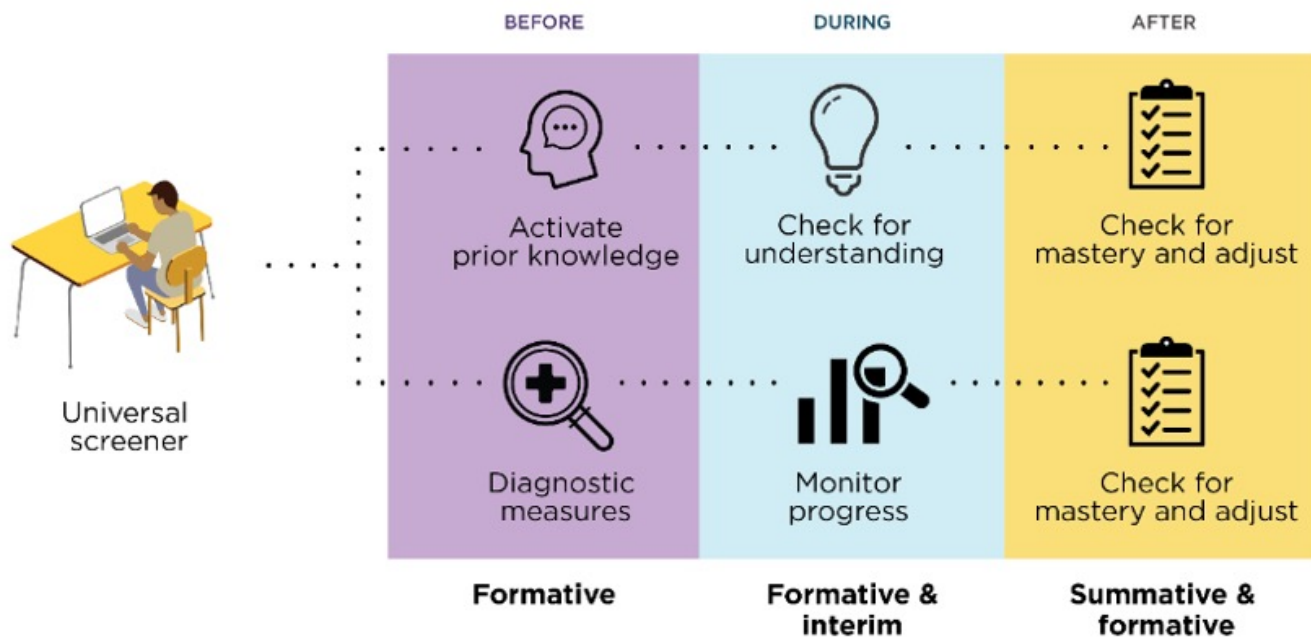 BEFORE
DURING
AFTER
Activate
prior knowledge
Check for
understanding
Check for
mastery and adjust
Universal
screener
Diagnostic
measures
Monitor
progress
Check for
mastery and adjust
Formative
Formative &
interim
Summative &
formative